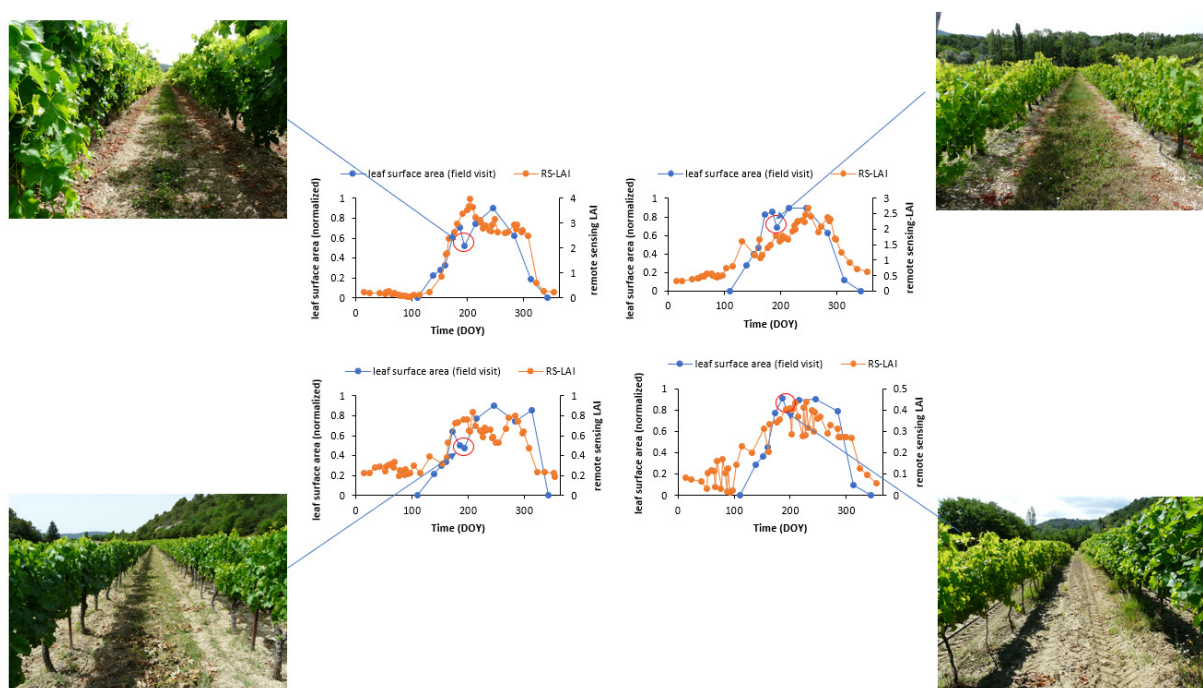 leaf surface area (field visit) RS-LAI
leaf surface area (normalized)
1
0.8
0.6
0.4
0.2
0
4
3
2
1
0
remote sensing LAI
0 100 200 300
Time (DOY)
leaf surface area (field visit) RS-LAI
leaf surface area (normalized)
1
0.8
0.6
0.4
0.2
0
3
2.5
2
1.5
1
0.5
0
remote sensing-LAI
0 100 200 300
Time (DOY)
leaf surface area (field visit) RS-LAI
leaf surface area (normalized)
1
0.8
0.6
0.4
0.2
0
1
0.8
0.6
0.4
0.2
0
remote sensing LAI
0 100 200 300
Time (DOY)
leaf surface area (field visit) RS-LAI
leaf surface area (normalized)
1
0.8
0.6
0.4
0.2
0
0.5
0.4
0.3
0.2
0.1
0
remote sensing LAI
0 100 200 300
Time (DOY)